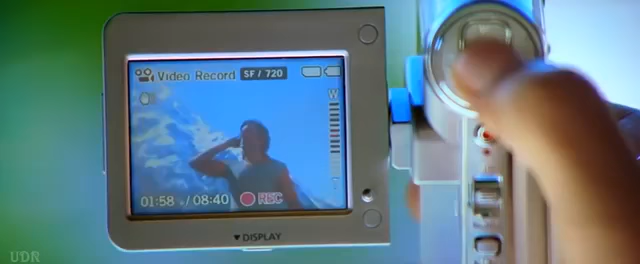 Video Record SF / 720
W
01:58 / 08:40 REC
▼DISPLAY
UDR